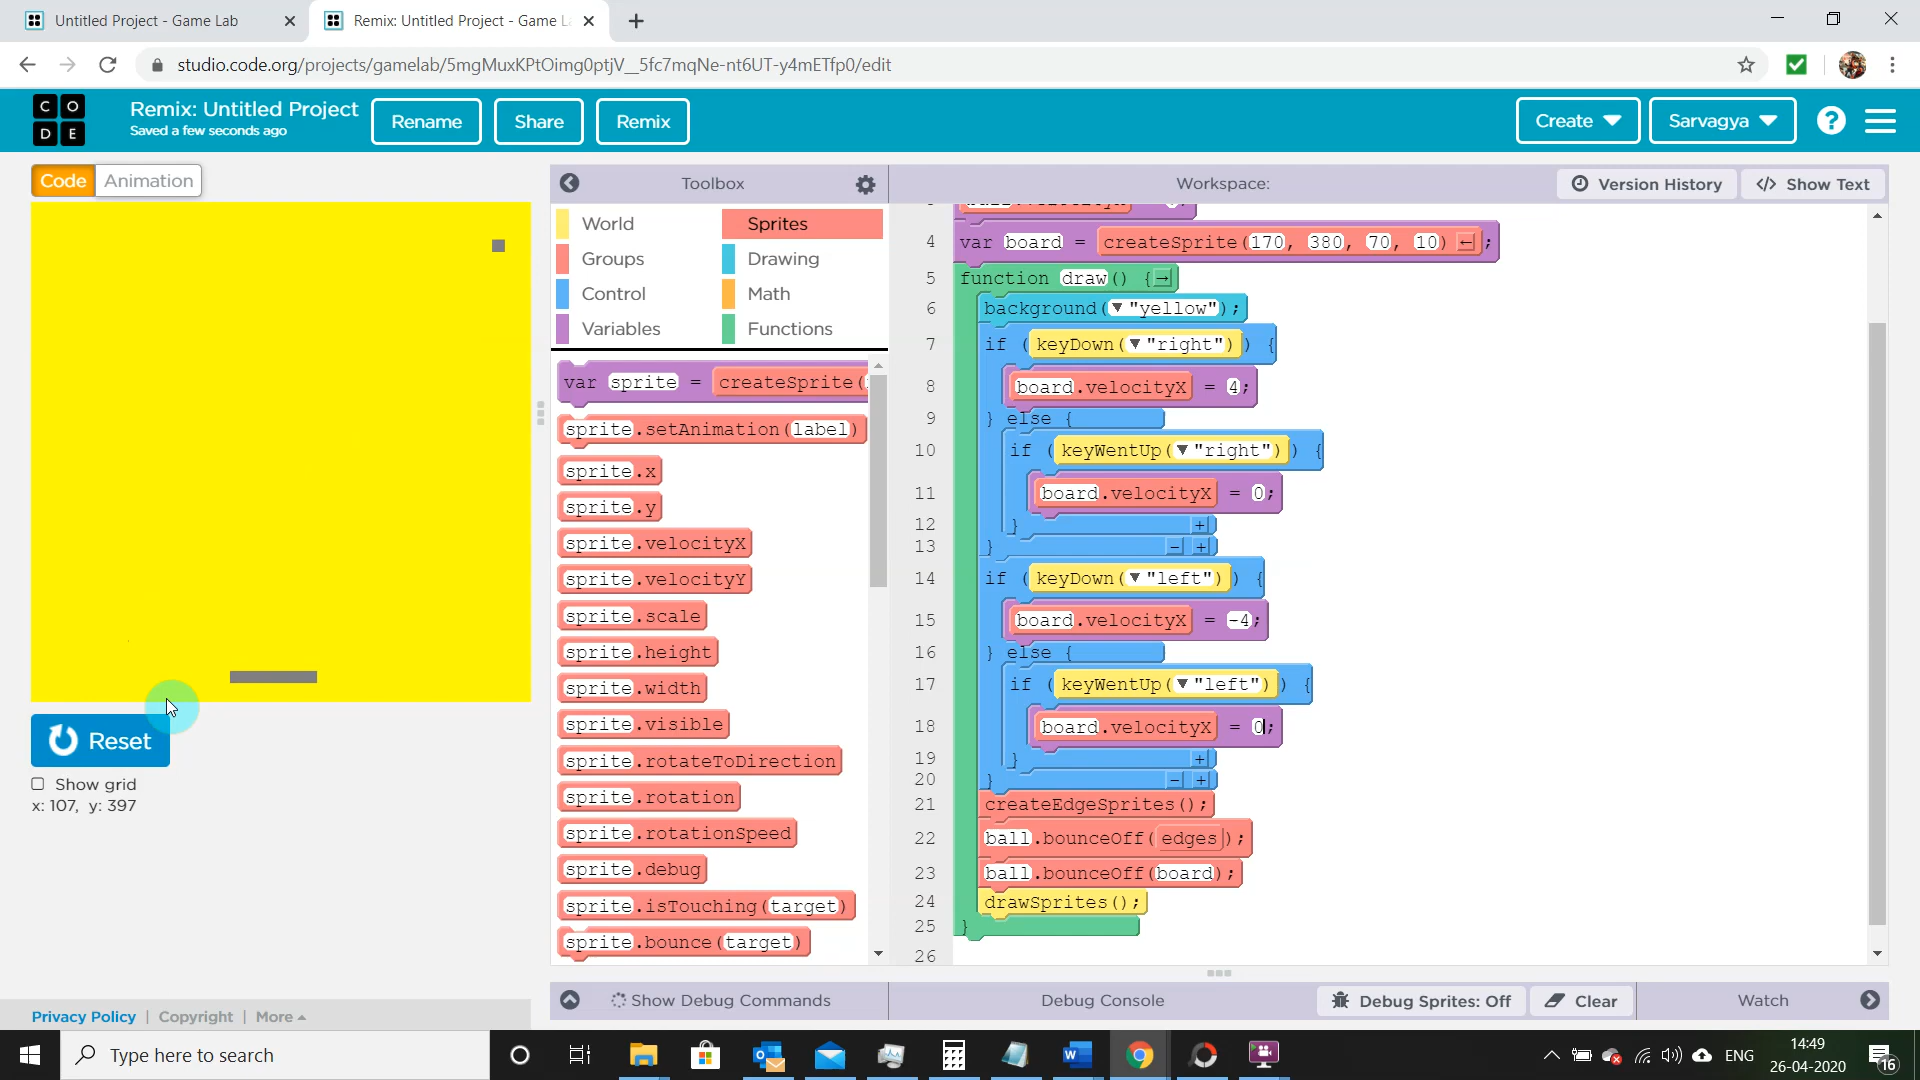 Untitled Project - Game Lab
Remix: Untitled Project - Game L
studio.code.org/projects/gamelab/5mgMuxKPtOimg0ptjV__5fc7mqNe-nt6UT-y4mETfp0/edit
C O D E
Remix: Untitled Project
Saved a few seconds ago
Rename
Share
Remix
Create
Sarvagya
?
Code
Animation
Toolbox
Workspace:
Version History
</> Show Text
World
Sprites
Groups
Drawing
Control
Math
Variables
Functions
var sprite = createSprite(
sprite.setAnimation(label)
sprite.x
sprite.y
sprite.velocityX
sprite.velocityY
sprite.scale
sprite.height
sprite.width
sprite.visible
sprite.rotateToDirection
sprite.rotation
sprite.rotationSpeed
sprite.debug
sprite.isTouching(target)
sprite.bounce(target)
4 var board = createSprite(170, 380, 70, 10) ←;
5 function draw() {→
6 background(▼"yellow");
7 if (keyDown(▼"right")) {
8 board.velocityX = 4;
9 } else {
10 if (keyWentUp(▼"right")) {
11 board.velocityX = 0;
12 } +
13 } − +
14 if (keyDown(▼"left")) {
15 board.velocityX = -4;
16 } else {
17 if (keyWentUp(▼"left")) {
18 board.velocityX = 0;
19 } +
20 } − +
21 createEdgeSprites();
22 ball.bounceOff(edges);
23 ball.bounceOff(board);
24 drawSprites();
25 }
26
Reset
Show grid
x: 107, y: 397
Show Debug Commands
Debug Console
Debug Sprites: Off
Clear
Watch
Privacy Policy | Copyright | More
Type here to search
ENG
14:49
26-04-2020
16